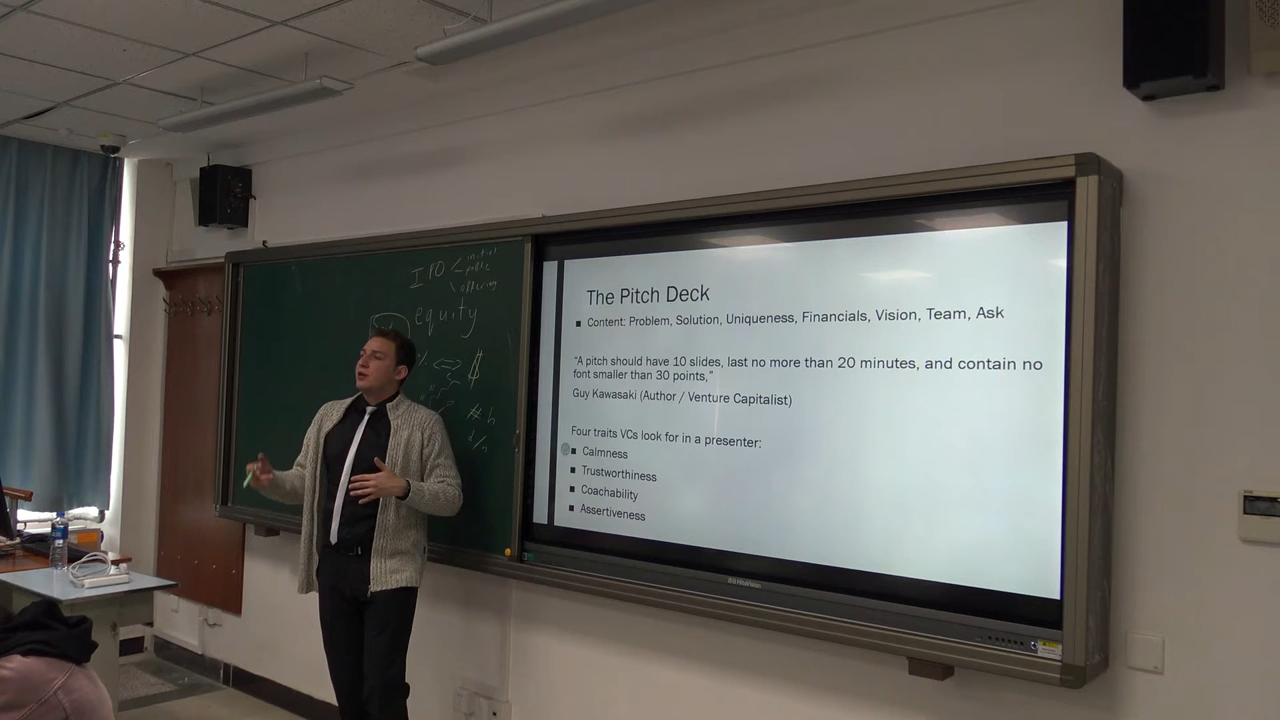 IPO
initial
public
offering
equity
% <=> $
The Pitch Deck
■ Content: Problem, Solution, Uniqueness, Financials, Vision, Team, Ask
“A pitch should have 10 slides, last no more than 20 minutes, and contain no
font smaller than 30 points,”
Guy Kawasaki (Author / Venture Capitalist)
Four traits VCs look for in a presenter:
■ Calmness
■ Trustworthiness
■ Coachability
■ Assertiveness